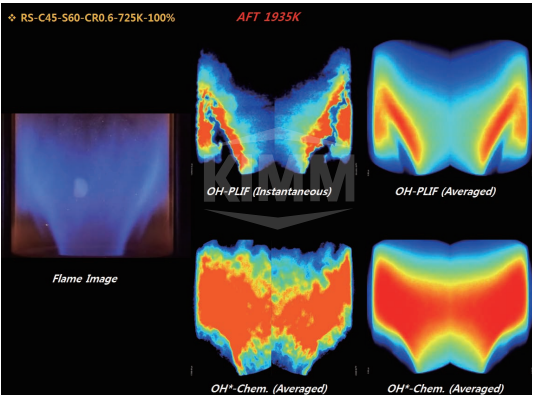 ❖ RS-C45-S60-CR0.6-725K-100%
AFT 1935K
KIMM
OH-PLIF (Instantaneous)
OH-PLIF (Averaged)
Flame Image
OH*-Chem. (Averaged)
OH*-Chem. (Averaged)